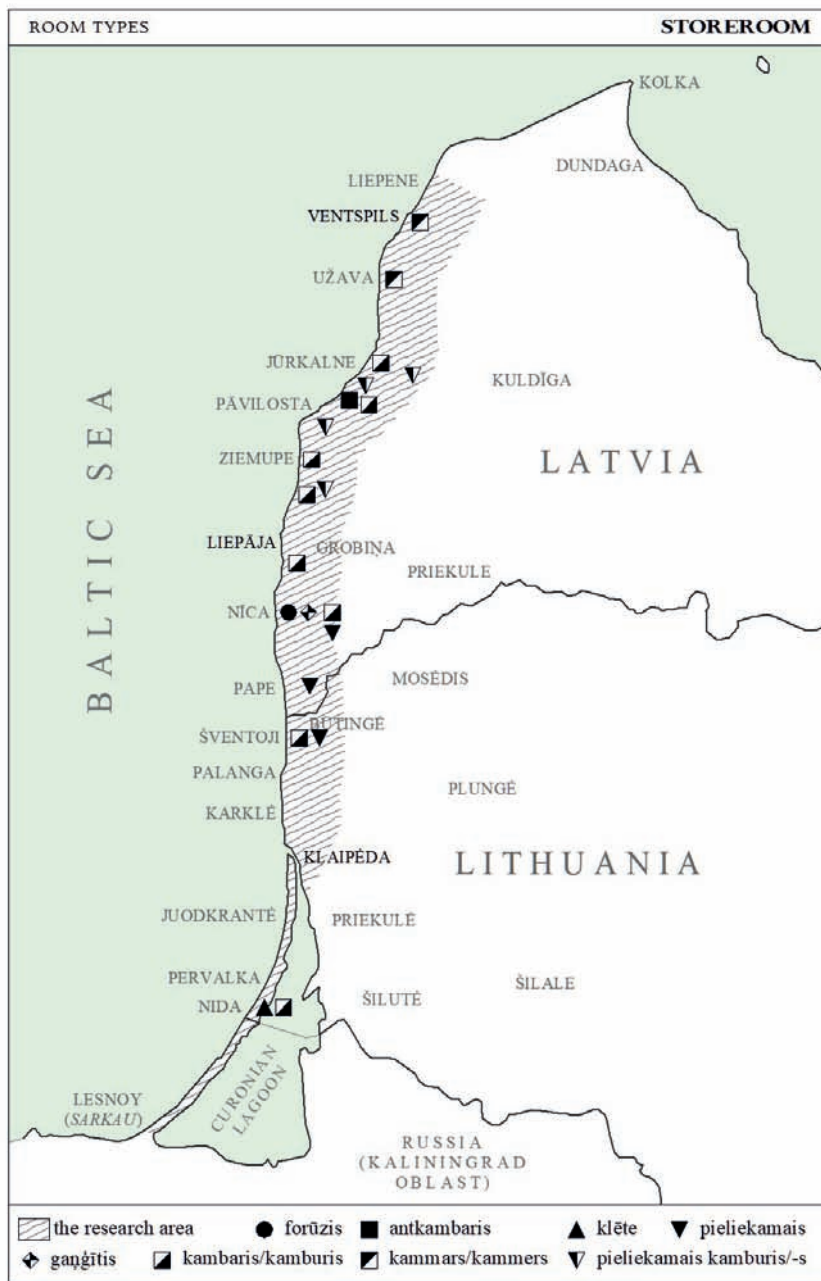 ROOM TYPES STOREROOM
KOLKA
DUNDAGA
LIEPENE
VENTSPILS
UŽAVA
JŪRKALNE
KULDĪGA
PĀVILOSTA
ZIEMUPE
LATVIA
BALTIC SEA
LIEPĀJA
GROBIŅA
PRIEKULE
NĪCA
MOSĖDIS
PAPE
BŪTINGĖ
ŠVENTOJI
PALANGA
PLUNGĖ
KARKLĖ
KLAIPĖDA
LITHUANIA
JUODKRANTĖ
PRIEKULĖ
PERVALKA
ŠILALE
NIDA
ŠILUTĖ
CURONIAN
LAGOON
LESNOY
(SARKAU)
RUSSIA
(KALININGRAD
OBLAST)
the research area forūzis antkambaris klēte pieliekamais
gaņģītis kambaris/kamburis kammars/kammers pieliekamais kamburis/-s